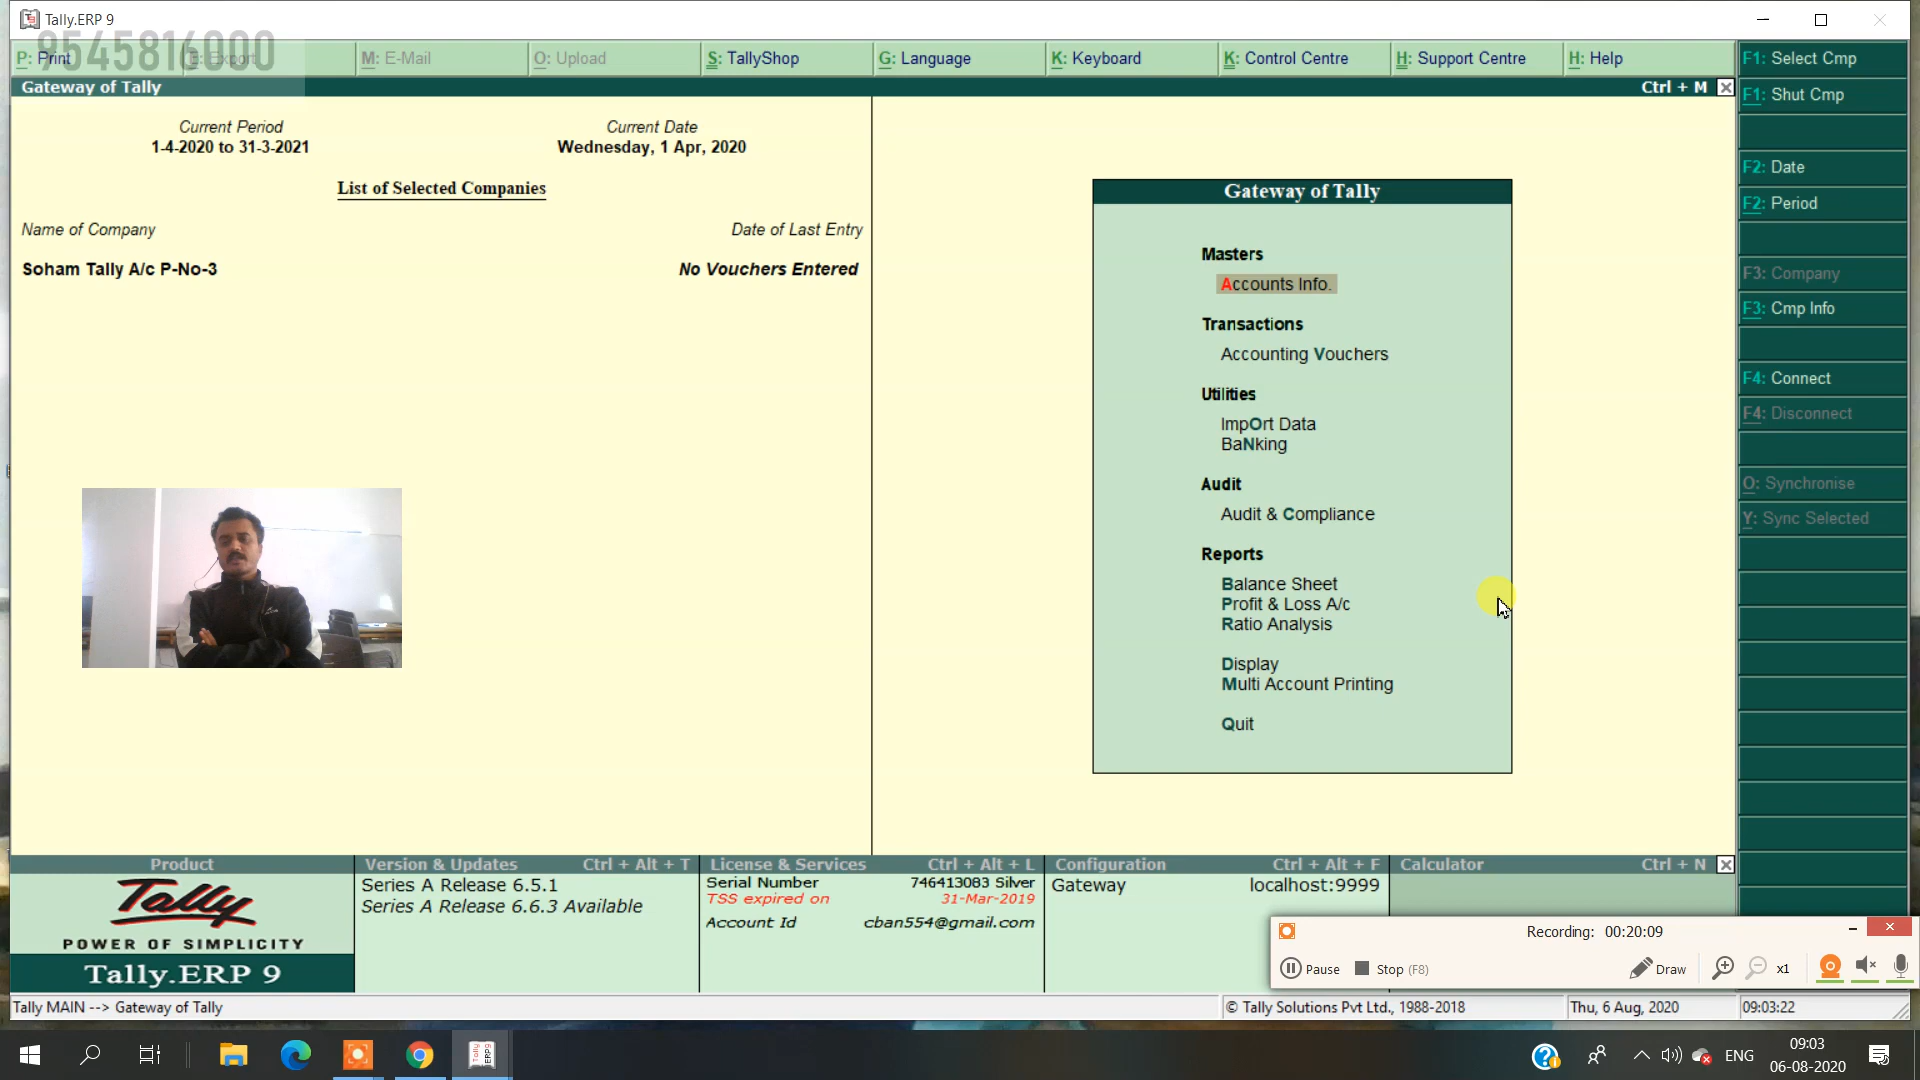 Tally.ERP 9
9545816000
P: Print
E: Export
M: E-Mail
O: Upload
S: TallyShop
G: Language
K: Keyboard
K: Control Centre
H: Support Centre
H: Help
Gateway of Tally
Ctrl + M
Current Period
1-4-2020 to 31-3-2021
Current Date
Wednesday, 1 Apr, 2020
List of Selected Companies
Name of Company
Date of Last Entry
Soham Tally A/c P-No-3
No Vouchers Entered
Gateway of Tally
Masters
Accounts Info.
Transactions
Accounting Vouchers
Utilities
ImpOrt Data
BaNking
Audit
Audit & Compliance
Reports
Balance Sheet
Profit & Loss A/c
Ratio Analysis
Display
Multi Account Printing
Quit
F1: Select Cmp
F1: Shut Cmp
F2: Date
F2: Period
F3: Company
F3: Cmp Info
F4: Connect
F4: Disconnect
O: Synchronise
Y: Sync Selected
Product
Tally
POWER OF SIMPLICITY
Tally.ERP 9
Version & Updates
Ctrl + Alt + T
Series A Release 6.5.1
Series A Release 6.6.3 Available
License & Services
Ctrl + Alt + L
Serial Number
746413083 Silver
TSS expired on
31-Mar-2019
Account Id
cban554@gmail.com
Configuration
Ctrl + Alt + F
Gateway
localhost:9999
Calculator
Ctrl + N
Recording: 00:20:09
Pause
Stop (F8)
Draw
x1
Tally MAIN --> Gateway of Tally
© Tally Solutions Pvt Ltd., 1988-2018
Thu, 6 Aug, 2020
09:03:22
Tally
ERP9
ENG
09:03
06-08-2020